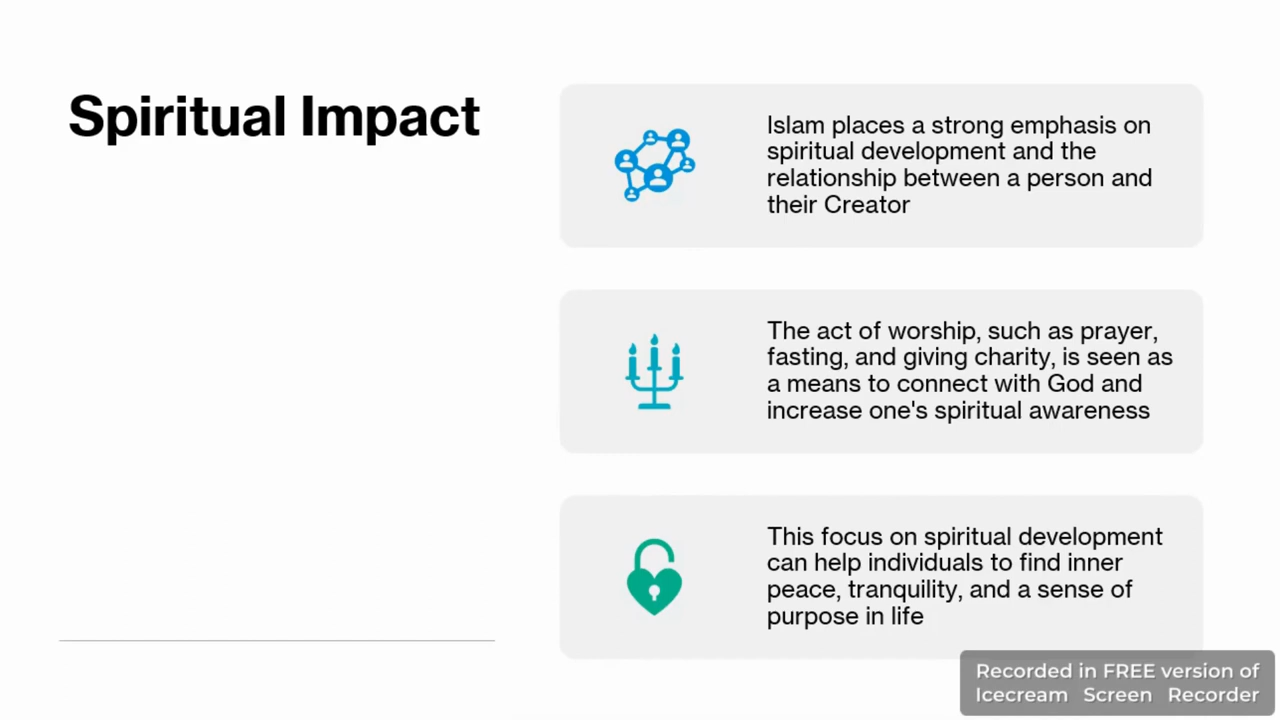 Spiritual Impact
Islam places a strong emphasis on
spiritual development and the
relationship between a person and
their Creator
The act of worship, such as prayer,
fasting, and giving charity, is seen as
a means to connect with God and
increase one's spiritual awareness
This focus on spiritual development
can help individuals to find inner
peace, tranquility, and a sense of
purpose in life
Recorded in FREE version of
Icecream Screen Recorder